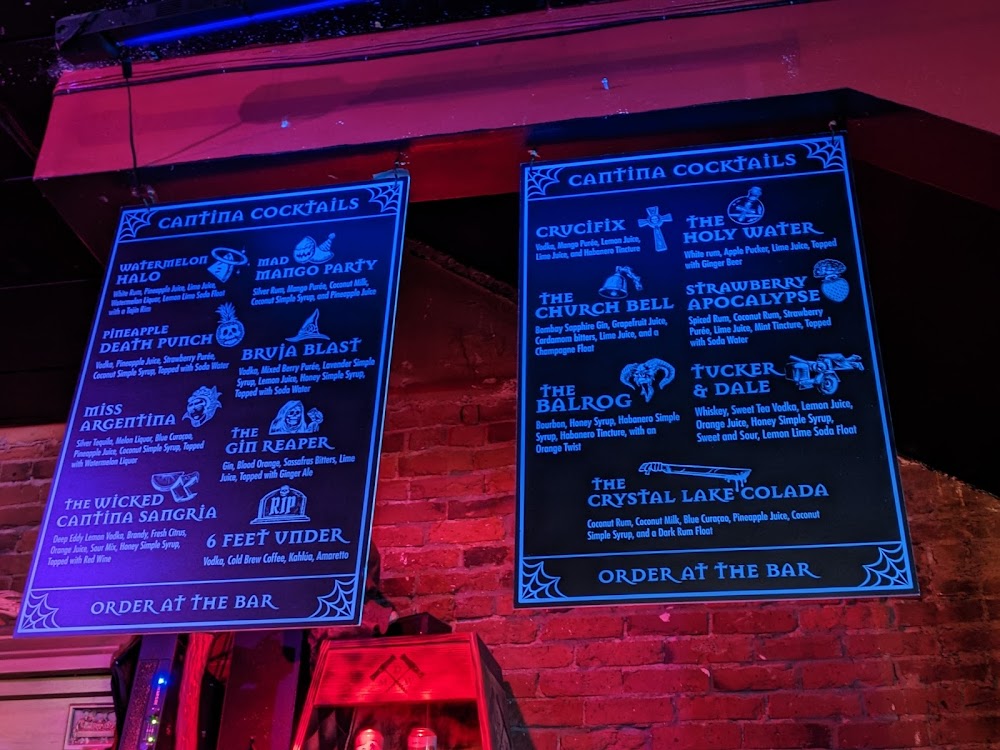 CANTINA COCKTAILS
WATERMELON
HALO
White Rum, Pineapple Juice, Lime Juice,
Watermelon Liquor, Lemon Lime Soda Float
with a Tajin Rim
MAD
MANGO PARTY
Silver Rum, Mango Purée, Coconut Milk,
Coconut Simple Syrup, and Pineapple Juice
PINEAPPLE
DEATH PUNCH
Vodka, Pineapple Juice, Strawberry Purée,
Coconut Simple Syrup, Topped with Soda Water
BRUJA BLAST
Vodka, Mixed Berry Purée, Lavender Simple
Syrup, Lemon Juice, Honey Simple Syrup,
Topped with Soda Water
MISS
ARGENTINA
Silver Tequila, Melon Liquor, Blue Curaçao,
Pineapple Juice, Coconut Simple Syrup, Topped
with Watermelon Liquor
THE
GIN REAPER
Gin, Blood Orange, Sassafras Bitters, Lime
Juice, Topped with Ginger Ale
THE WICKED
CANTINA SANGRIA
Deep Eddy Lemon Vodka, Brandy, Fresh Citrus,
Orange Juice, Sour Mix, Honey Simple Syrup,
Topped with Red Wine
RIP
6 FEET UNDER
Vodka, Cold Brew Coffee, Kahlúa, Amaretto
ORDER AT THE BAR
CANTINA COCKTAILS
CRUCIFIX
Vodka, Mango Purée, Lemon Juice,
Lime Juice, and Habanero Tincture
THE
HOLY WATER
White rum, Apple Pucker, Lime Juice, Topped
with Ginger Beer
THE
CHURCH BELL
Bombay Sapphire Gin, Grapefruit Juice,
Cardamom bitters, Lime Juice, and a
Champagne Float
STRAWBERRY
APOCALYPSE
Spiced Rum, Coconut Rum, Strawberry
Purée, Lime Juice, Mint Tincture, Topped
with Soda Water
THE
BALROG
Bourbon, Honey Syrup, Habanero Simple
Syrup, Habanero Tincture, with an
Orange Twist
TUCKER
& DALE
Whiskey, Sweet Tea Vodka, Lemon Juice,
Orange Juice, Honey Simple Syrup,
Sweet and Sour, Lemon Lime Soda Float
THE
CRYSTAL LAKE COLADA
Coconut Rum, Coconut Milk, Blue Curaçao, Pineapple Juice, Coconut
Simple Syrup, and a Dark Rum Float
ORDER AT THE BAR